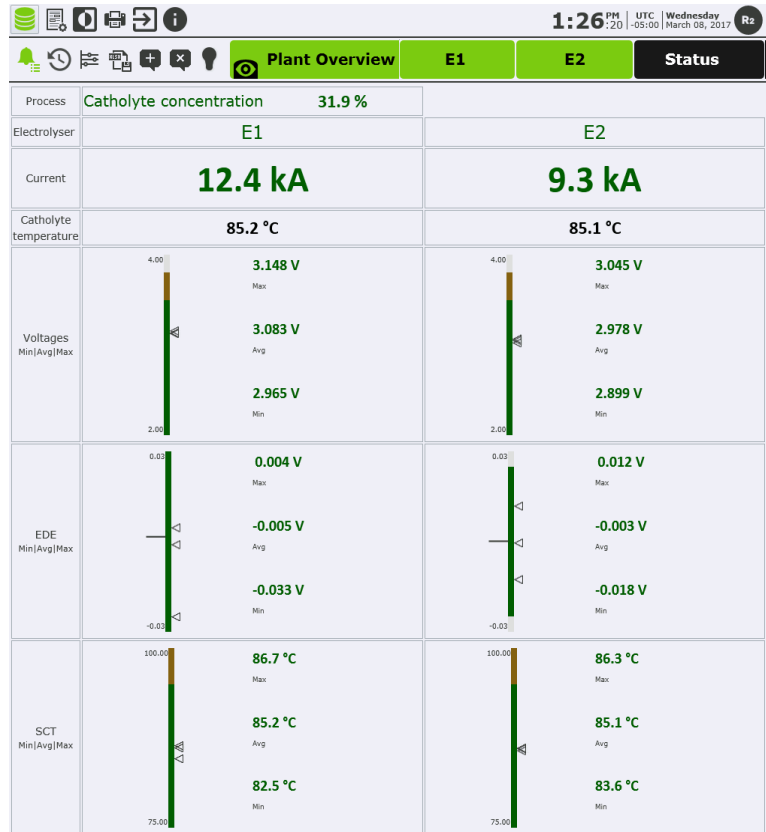 1:26 PM :20 UTC -05:00 Wednesday March 08, 2017 R2
Plant Overview E1 E2 Status
Process Catholyte concentration 31.9 %
Electrolyser E1 E2
Current 12.4 kA 9.3 kA
Catholyte
temperature 85.2 °C 85.1 °C
4.00 3.148 V 4.00 3.045 V
Max Max
Voltages 3.083 V 2.978 V
Min|Avg|Max Avg Avg
2.965 V 2.899 V
Min Min
2.00 2.00
0.03 0.004 V 0.03 0.012 V
Max Max
EDE -0.005 V -0.003 V
Min|Avg|Max Avg Avg
-0.033 V -0.018 V
Min Min
-0.03 -0.03
100.00 86.7 °C 100.00 86.3 °C
Max Max
SCT 85.2 °C 85.1 °C
Min|Avg|Max Avg Avg
82.5 °C 83.6 °C
Min Min
75.00 75.00